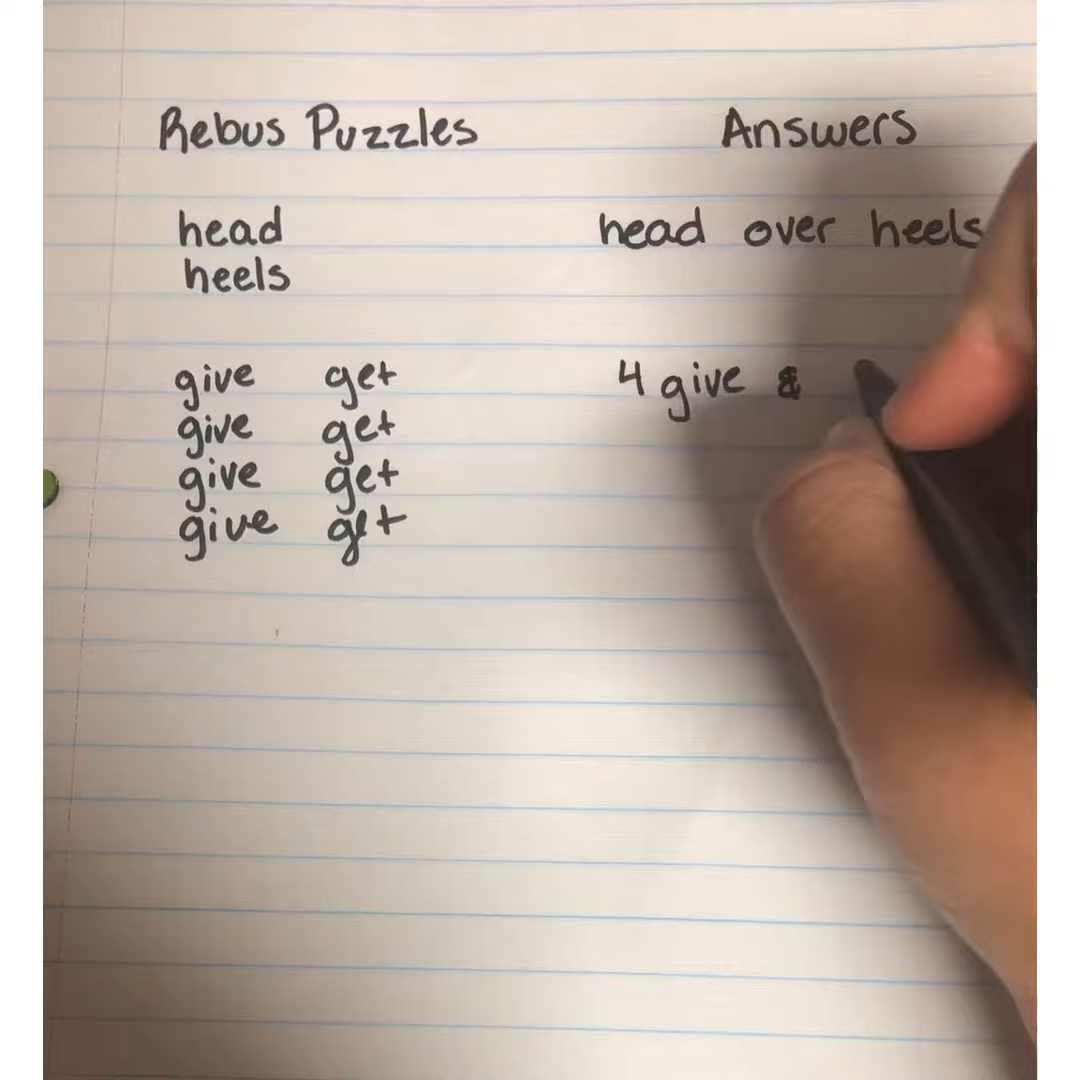 Rebus Puzzles Answers
head head over heels
heels
give get 4 give &
give get
give get
give get